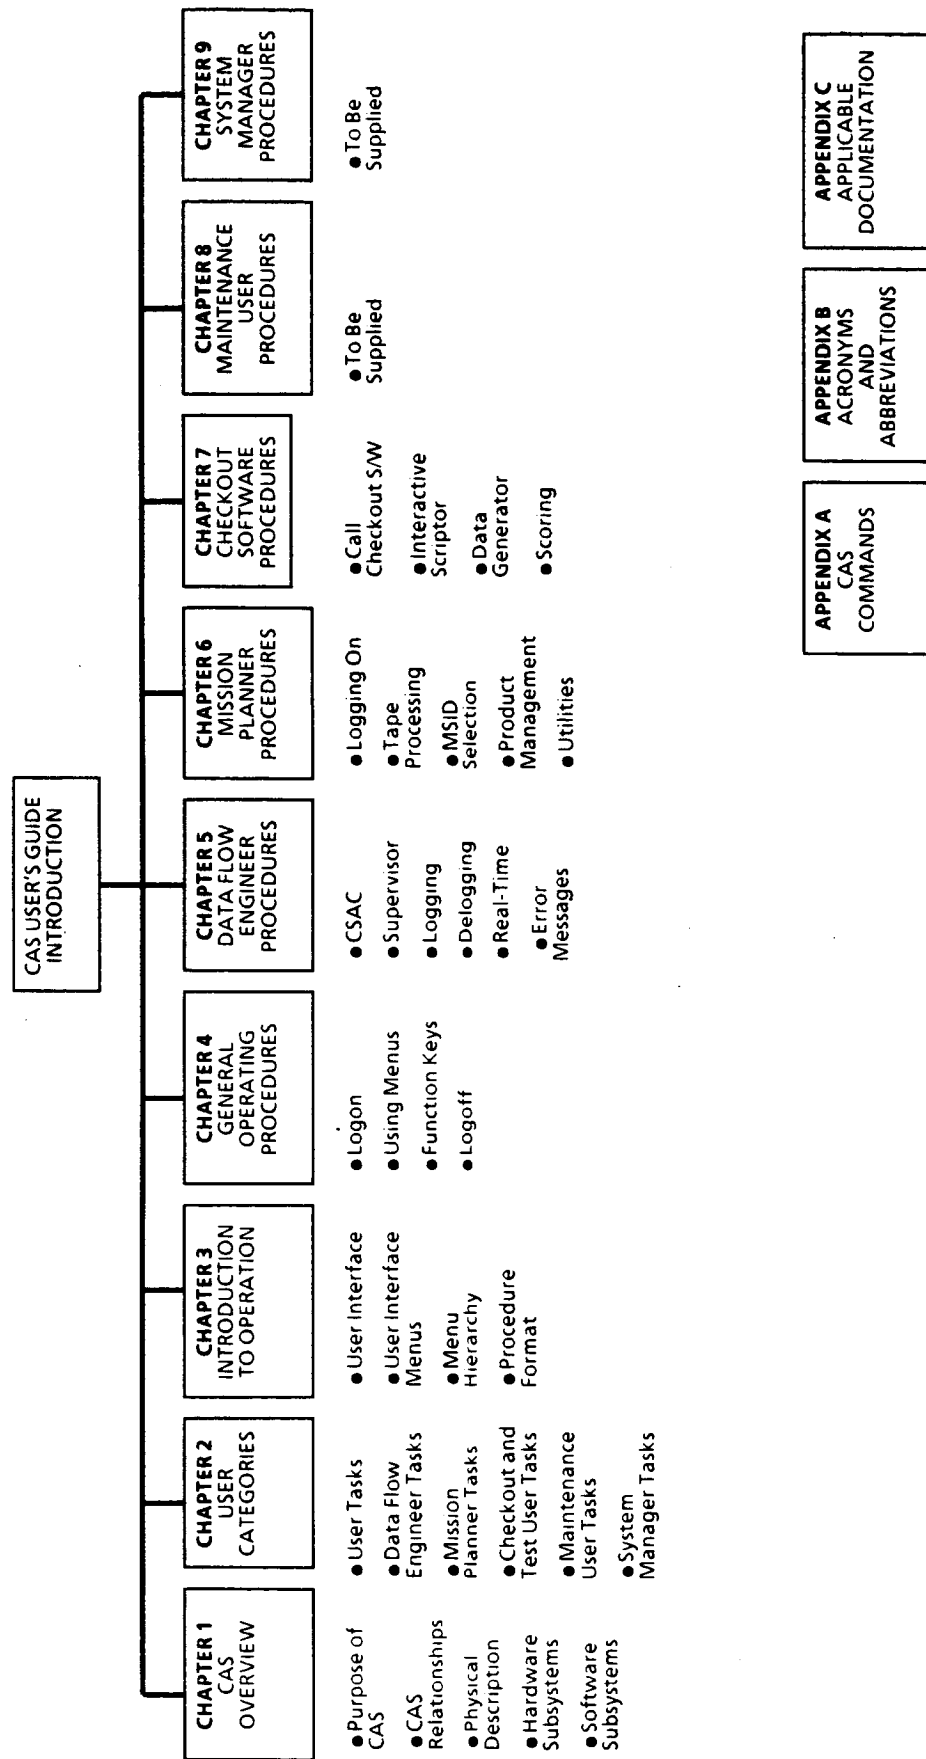 CAS USER'S GUIDE
INTRODUCTION
CHAPTER 1
CAS
OVERVIEW
●Purpose of
CAS
●CAS
Relationships
●Physical
Description
●Hardware
Subsystems
●Software
Subsystems
CHAPTER 2
USER
CATEGORIES
●User Tasks
●Data Flow
Engineer Tasks
●Mission
Planner Tasks
●Checkout and
Test User Tasks
●Maintenance
User Tasks
●System
Manager Tasks
CHAPTER 3
INTRODUCTION
TO OPERATION
●User Interface
●User Interface
Menus
●Menu
Hierarchy
●Procedure
Format
CHAPTER 4
GENERAL
OPERATING
PROCEDURES
●Logon
●Using Menus
●Function Keys
●Logoff
CHAPTER 5
DATA FLOW
ENGINEER
PROCEDURES
●CSAC
●Supervisor
●Logging
●Delogging
●Real-Time
●Error
Messages
CHAPTER 6
MISSION
PLANNER
PROCEDURES
●Logging On
●Tape
Processing
●MSID
Selection
●Product
Management
●Utilities
CHAPTER 7
CHECKOUT
SOFTWARE
PROCEDURES
●Call
Checkout S/W
●Interactive
Scriptor
●Data
Generator
●Scoring
CHAPTER 8
MAINTENANCE
USER
PROCEDURES
●To Be
Supplied
CHAPTER 9
SYSTEM
MANAGER
PROCEDURES
●To Be
Supplied
APPENDIX A
CAS
COMMANDS
APPENDIX B
ACRONYMS
AND
ABBREVIATIONS
APPENDIX C
APPLICABLE
DOCUMENTATION